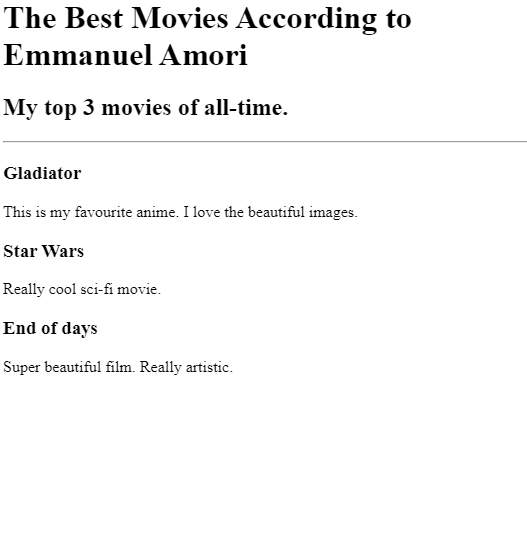 The Best Movies According to
Emmanuel Amori
My top 3 movies of all-time.
Gladiator
This is my favourite anime. I love the beautiful images.
Star Wars
Really cool sci-fi movie.
End of days
Super beautiful film. Really artistic.